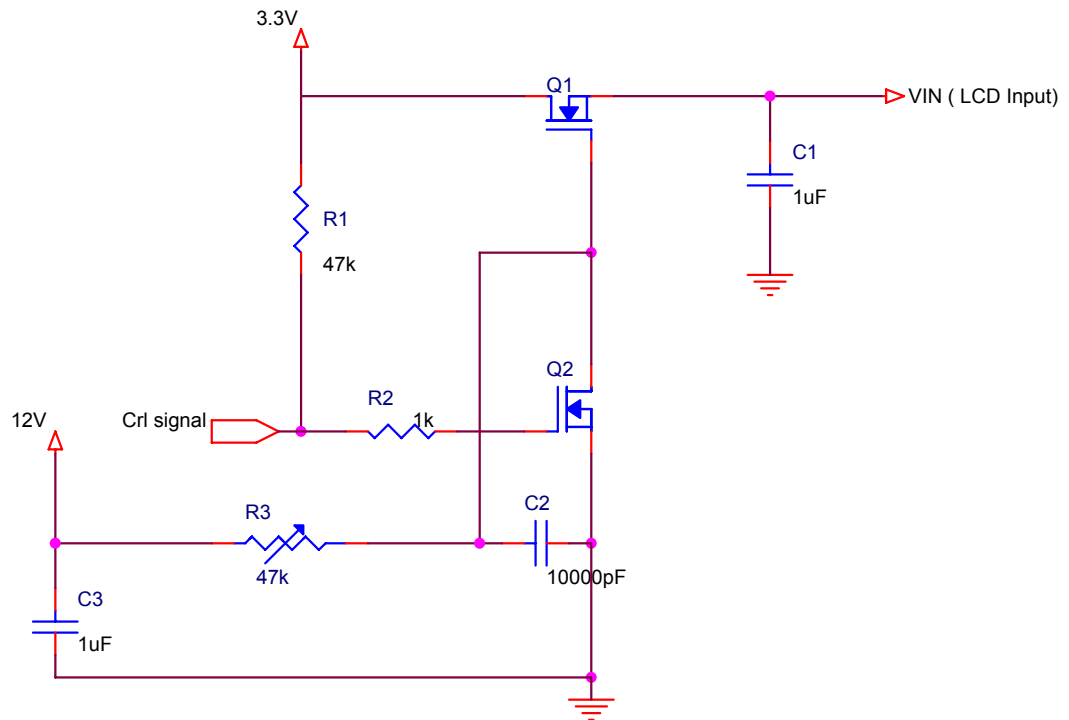 3.3V
Q1
VIN ( LCD Input)
C1
1uF
R1
47k
Q2
R2
1k
12V
Crl signal
C2
R3
47k
10000pF
C3
1uF